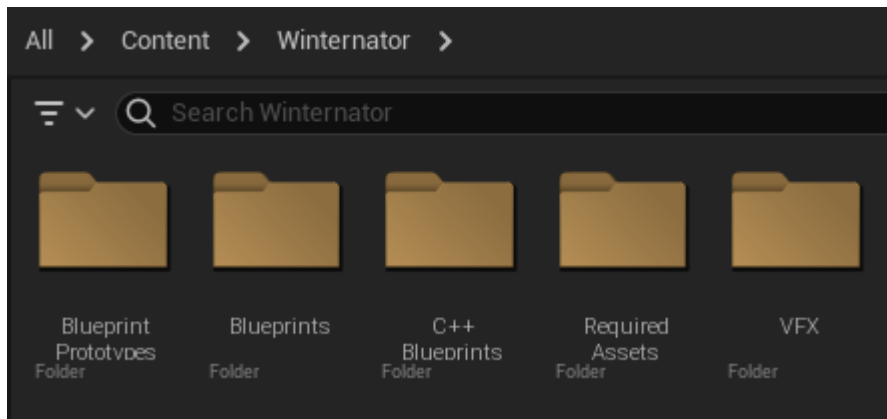 All > Content > Winternator >
Search Winternator
Blueprint
Prototypes
Folder
Blueprints
Folder
C++
Blueprints
Folder
Required
Assets
Folder
VFX
Folder